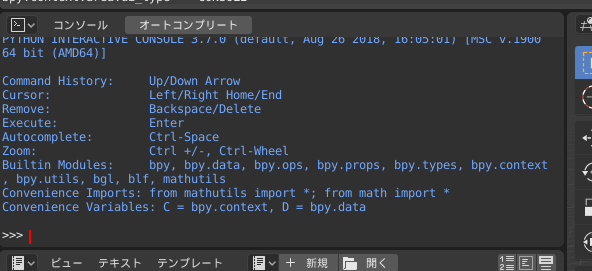 コンソール オートコンプリート
PYTHON INTERACTIVE CONSOLE 3.7.0 (default, Aug 26 2018, 16:05:01) [MSC v.1900
64 bit (AMD64)]
Command History: Up/Down Arrow
Cursor: Left/Right Home/End
Remove: Backspace/Delete
Execute: Enter
Autocomplete: Ctrl-Space
Zoom: Ctrl +/-, Ctrl-Wheel
Builtin Modules: bpy, bpy.data, bpy.ops, bpy.props, bpy.types, bpy.context
, bpy.utils, bgl, blf, mathutils
Convenience Imports: from mathutils import *; from math import *
Convenience Variables: C = bpy.context, D = bpy.data
>>>
ビュー テキスト テンプレート + 新規 開く